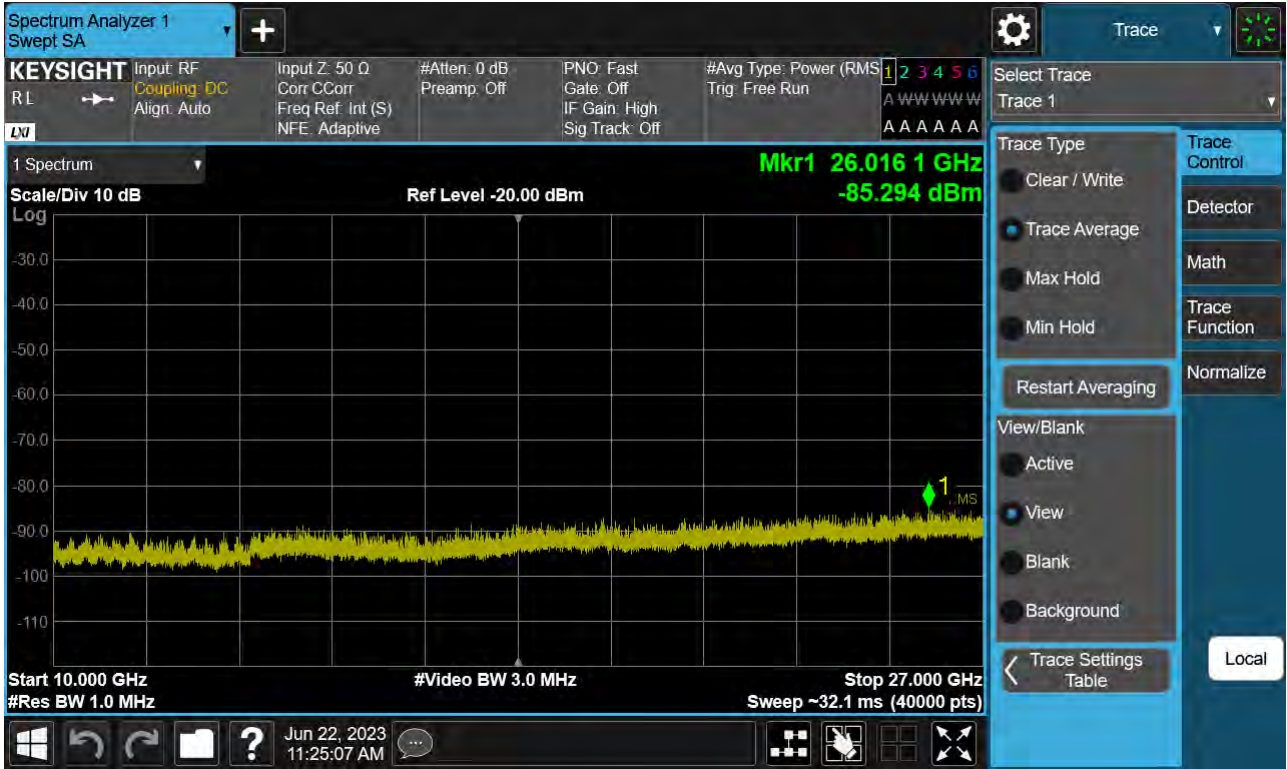 Spectrum Analyzer 1
Swept SA
Trace
KEYSIGHT
R L
LXI
Input: RF
Coupling: DC
Align: Auto
Input Z: 50 Ω
Corr CCorr
Freq Ref: Int (S)
NFE: Adaptive
#Atten: 0 dB
Preamp: Off
PNO: Fast
Gate: Off
IF Gain: High
Sig Track: Off
#Avg Type: Power (RMS
Trig: Free Run
1 2 3 4 5 6
A W W W W W
A A A A A A
Select Trace
Trace 1
1 Spectrum
Scale/Div 10 dB
Ref Level -20.00 dBm
Mkr1 26.016 1 GHz
-85.294 dBm
Log
-30.0
-40.0
-50.0
-60.0
-70.0
-80.0
-90.0
-100
-110
1
MS
Start 10.000 GHz
#Res BW 1.0 MHz
#Video BW 3.0 MHz
Stop 27.000 GHz
Sweep ~32.1 ms (40000 pts)
Trace Type
Clear / Write
Trace Average
Max Hold
Min Hold
Restart Averaging
View/Blank
Active
View
Blank
Background
Trace Settings
Table
Trace
Control
Detector
Math
Trace
Function
Normalize
Local
?
Jun 22, 2023
11:25:07 AM